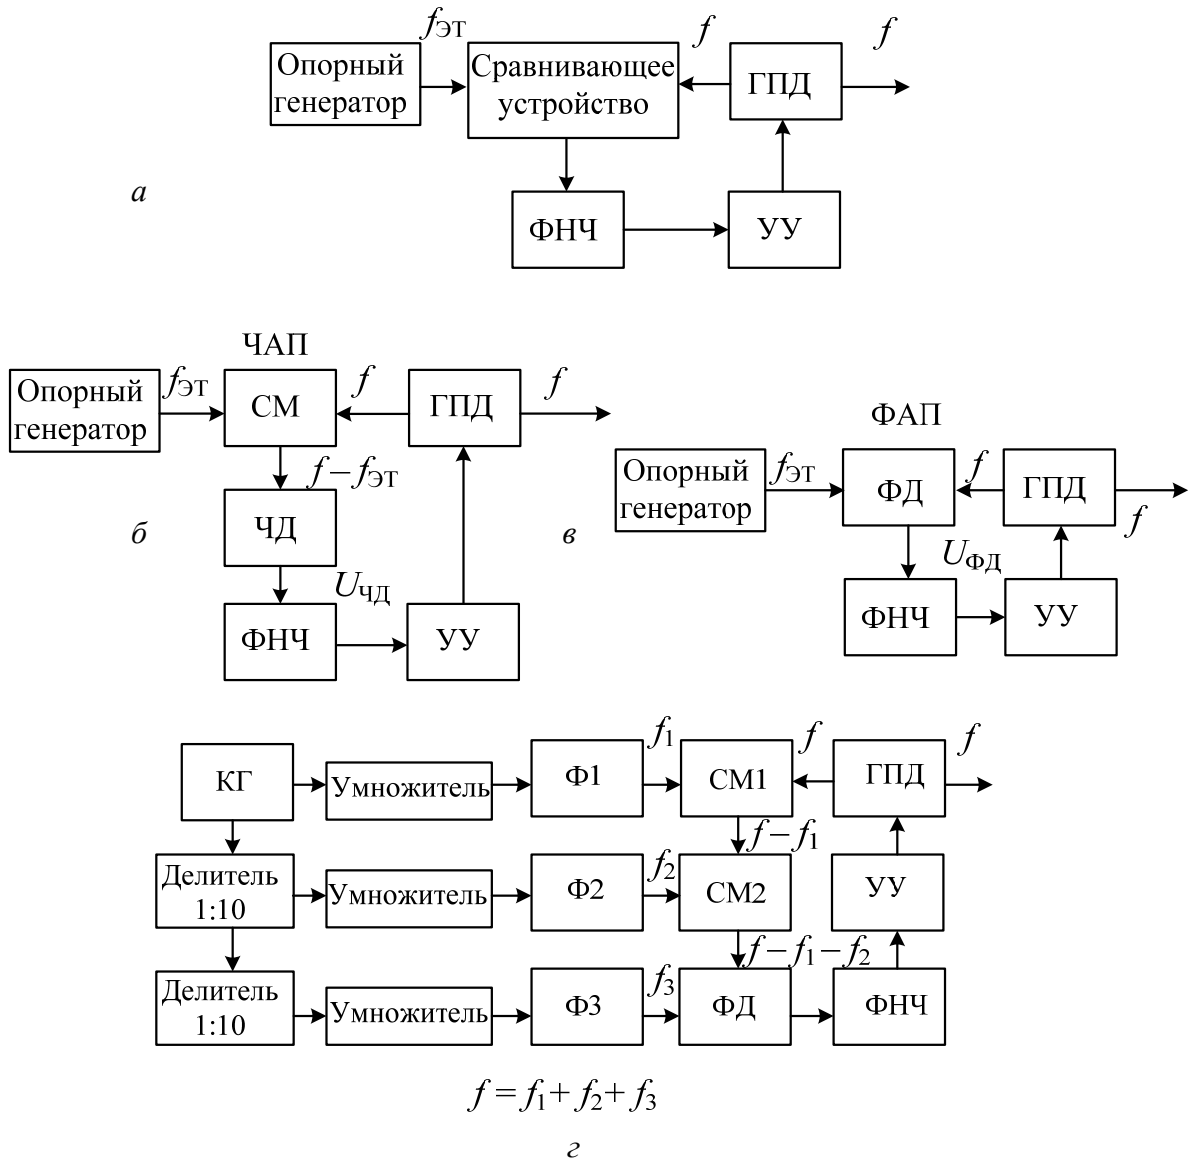 fЭТ
f
f
Опорный
генератор
Сравнивающее
устройство
ГПД
а
ФНЧ
УУ
ЧАП
Опорный
генератор
fЭТ
СМ
f
ГПД
f
f – fЭТ
ЧД
б
UЧД
ФНЧ
УУ
ФАП
Опорный
генератор
fЭТ
ФД
f
ГПД
f
в
UФД
ФНЧ
УУ
КГ
Умножитель
Ф1
f1
СМ1
f
ГПД
f
f – f1
Делитель
1:10
Умножитель
Ф2
f2
СМ2
УУ
f – f1 – f2
Делитель
1:10
Умножитель
Ф3
f3
ФД
ФНЧ
f = f1 + f2 + f3
г